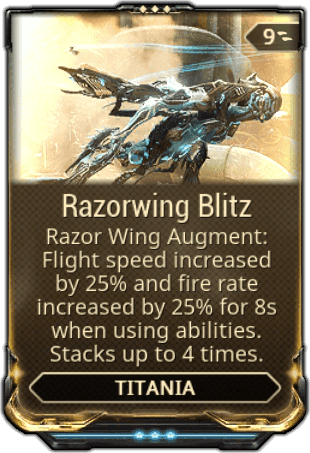 9
Razorwing Blitz
Razor Wing Augment:
Flight speed increased
by 25% and fire rate
increased by 25% for 8s
when using abilities.
Stacks up to 4 times.
TITANIA